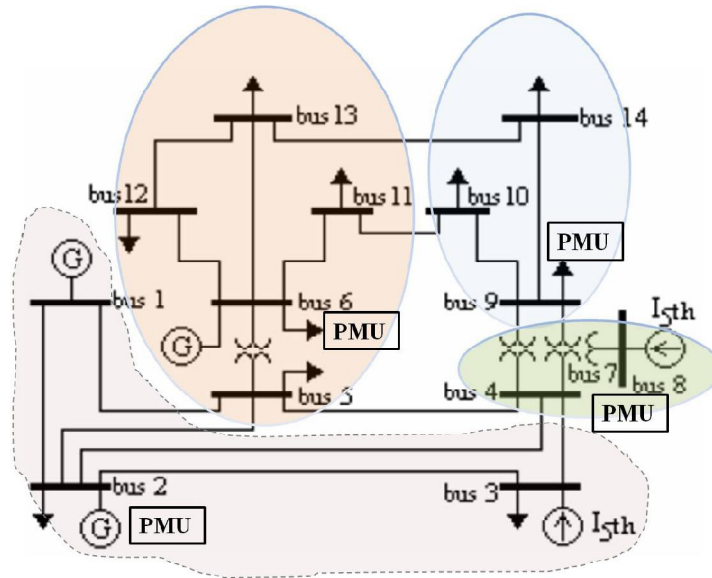 bus 13
bus 14
bus 12
bus 11
bus 10
G
PMU
bus 1
bus 6
bus 9
I5th
PMU
G
bus 7
bus 8
bus 5
bus 4
PMU
bus 2
bus 3
G
PMU
I5th